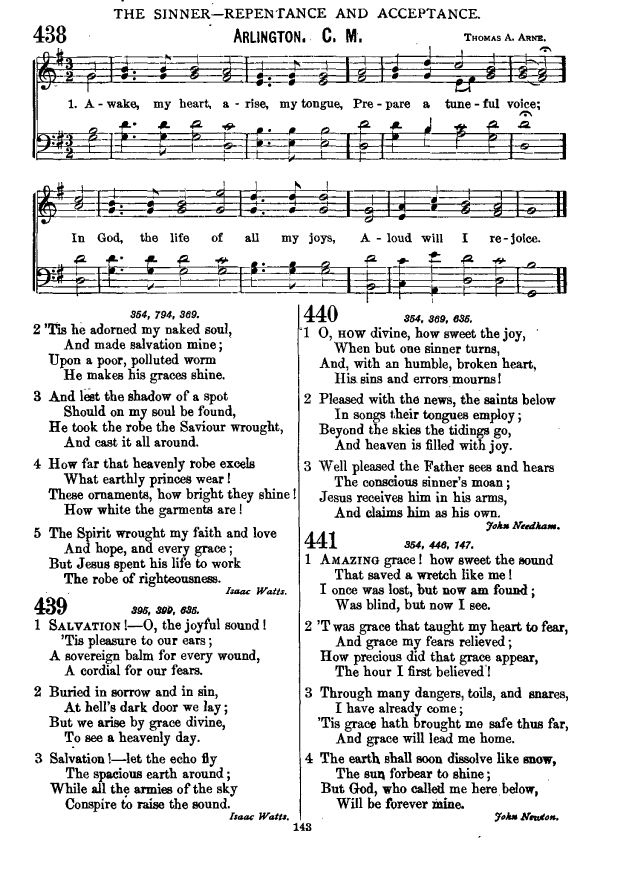 THE SINNER—REPENTANCE AND ACCEPTANCE.
438 ARLINGTON. C. M. THOMAS A. ARNE.
1. A - wake, my heart, a - rise, my tongue, Pre - pare a tune - ful voice;
In God, the life of all my joys, A - loud will I re - joice.
354, 794, 369.
2 'Tis he adorned my naked soul,
And made salvation mine;
Upon a poor, polluted worm
He makes his graces shine.
3 And lest the shadow of a spot
Should on my soul be found,
He took the robe the Saviour wrought,
And cast it all around.
4 How far that heavenly robe excels
What earthly princes wear!
These ornaments, how bright they shine!
How white the garments are!
5 The Spirit wrought my faith and love
And hope, and every grace;
But Jesus spent his life to work
The robe of righteousness.
Isaac Watts.
439 395, 399, 635.
1 SALVATION!—O, the joyful sound!
'Tis pleasure to our ears;
A sovereign balm for every wound,
A cordial for our fears.
2 Buried in sorrow and in sin,
At hell's dark door we lay;
But we arise by grace divine,
To see a heavenly day.
3 Salvation!—let the echo fly
The spacious earth around;
While all the armies of the sky
Conspire to raise the sound.
Isaac Watts.
440 354, 369, 635.
1 O, HOW divine, how sweet the joy,
When but one sinner turns,
And, with an humble, broken heart,
His sins and errors mourns!
2 Pleased with the news, the saints below
In songs their tongues employ;
Beyond the skies the tidings go,
And heaven is filled with joy.
3 Well pleased the Father sees and hears
The conscious sinner's moan;
Jesus receives him in his arms,
And claims him as his own.
John Needham.
441 354, 446, 147.
1 AMAZING grace! how sweet the sound
That saved a wretch like me!
I once was lost, but now am found;
Was blind, but now I see.
2 'T was grace that taught my heart to fear,
And grace my fears relieved;
How precious did that grace appear,
The hour I first believed!
3 Through many dangers, toils, and snares,
I have already come;
'Tis grace hath brought me safe thus far,
And grace will lead me home.
4 The earth shall soon dissolve like snow,
The sun forbear to shine;
But God, who called me here below,
Will be forever mine.
John Newton.
143